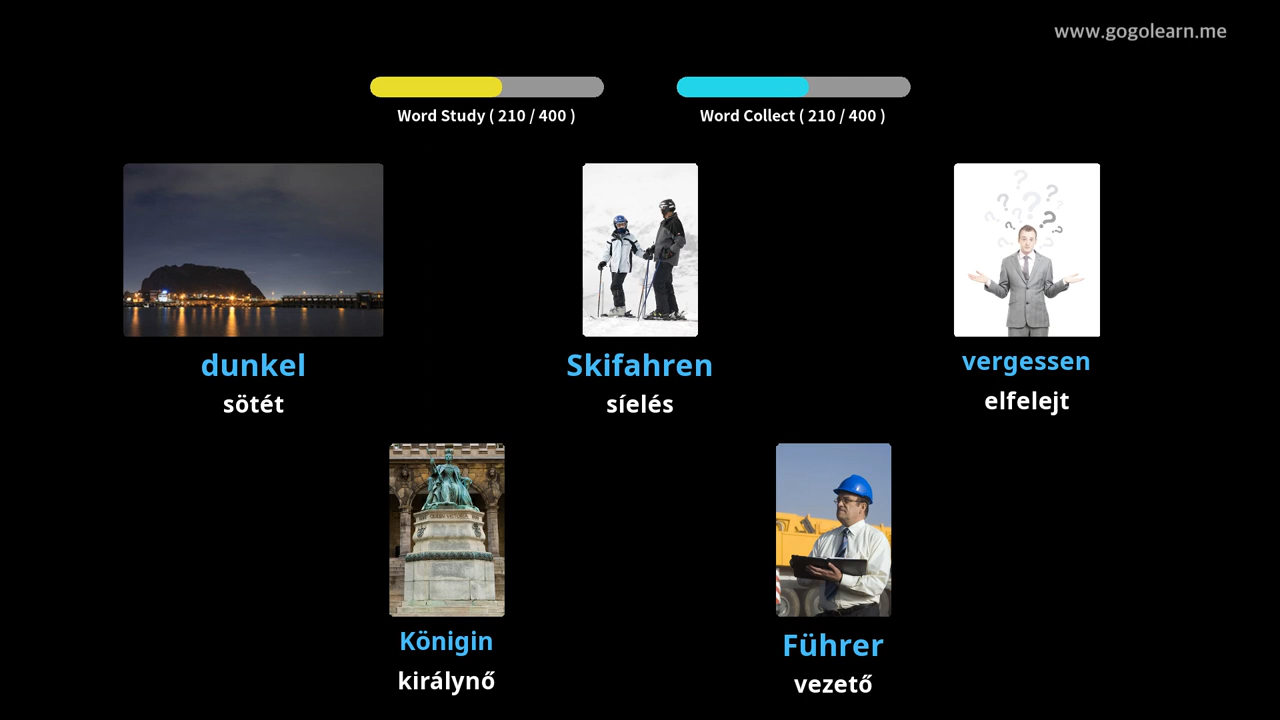 www.gogolearn.me
Word Study ( 210 / 400 )
Word Collect ( 210 / 400 )
dunkel
sötét
Skifahren
síelés
vergessen
elfelejt
Königin
királynő
Führer
vezető